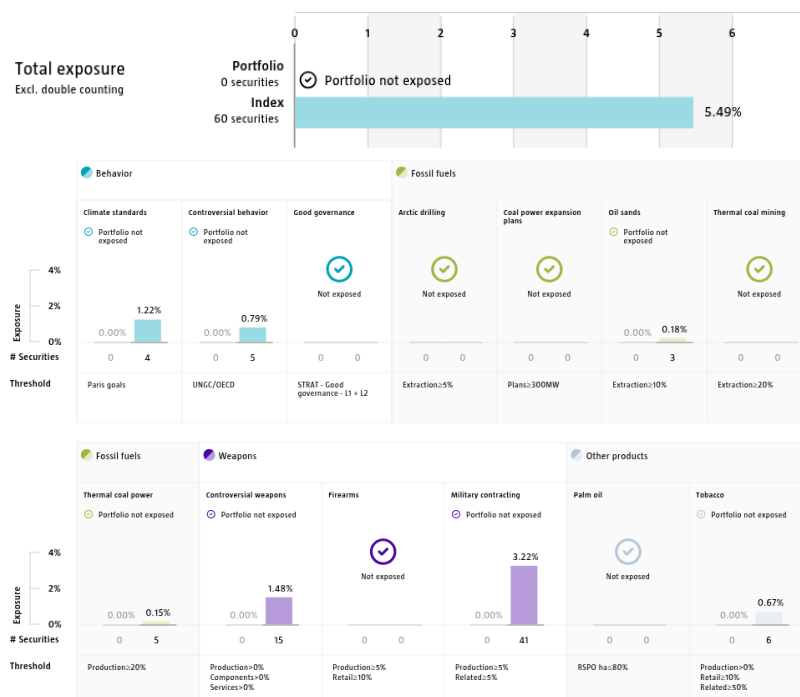 0 1 2 3 4 5 6
Total exposure
Excl. double counting
Portfolio
0 securities
Portfolio not exposed
Index
60 securities
5.49%
Behavior
Fossil fuels
Climate standards
Portfolio not
exposed
Controversial behavior
Portfolio not
exposed
Good governance
Not exposed
Arctic drilling
Not exposed
Coal power expansion
plans
Not exposed
Oil sands
Portfolio not
exposed
Thermal coal mining
Not exposed
Exposure
4%
2%
0%
0.00% 1.22%
0.00% 0.79%
0.00% 0.18%
# Securities 0 4 0 5 0 0 0 0 0 0 0 3 0 0
Threshold
Paris goals
UNGC/OECD
STRAT - Good
governance - L1 + L2
Extraction≥5%
Plans≥300MW
Extraction≥10%
Extraction≥20%
Fossil fuels
Weapons
Other products
Thermal coal power
Portfolio not exposed
Controversial weapons
Portfolio not exposed
Firearms
Not exposed
Military contracting
Portfolio not exposed
Palm oil
Not exposed
Tobacco
Portfolio not exposed
Exposure
4%
2%
0%
0.00% 0.15%
0.00% 1.48%
0.00% 3.22%
0.00% 0.67%
# Securities 0 5 0 15 0 0 0 41 0 0 0 6
Threshold
Production≥20%
Production>0%
Components>0%
Services>0%
Production≥5%
Retail≥10%
Production≥5%
Related≥5%
RSPO ha≤80%
Production>0%
Retail≥10%
Related≥50%